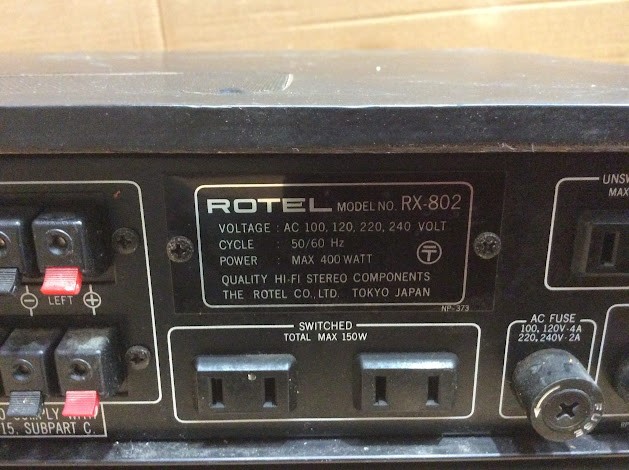 ROTEL MODEL NO. RX-802
VOLTAGE : AC 100, 120, 220, 240 VOLT
CYCLE : 50/60 Hz
POWER : MAX 400 WATT
QUALITY HI-FI STEREO COMPONENTS
THE ROTEL CO., LTD. TOKYO JAPAN
NP-373
UNSW
MAX
⊖ LEFT ⊕
SWITCHED
TOTAL MAX 150W
AC FUSE
100, 120V-4A
220, 240V-2A
COMPLY WITH
15. SUBPART C.